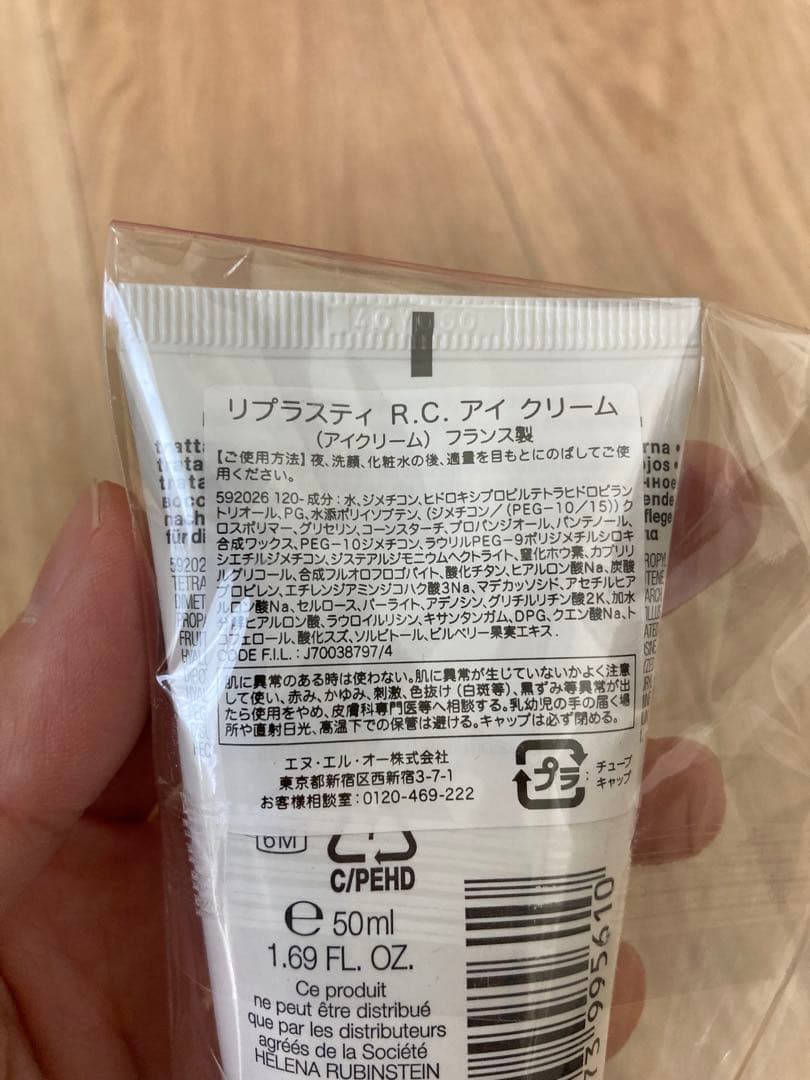 リプラスティ R.C. アイ クリーム
（アイクリーム）フランス製
【ご使用方法】夜、洗顔、化粧水の後、適量を目もとにのばしてご使
用ください。
592026 120-成分：水、ジメチコン、ヒドロキシプロピルテトラヒドロピラン
トリオール、PG、水添ポリイソブテン、（ジメチコン／（PEG-10／15））ク
ロスポリマー、グリセリン、コーンスターチ、プロパンジオール、パンテノール、
合成ワックス、PEG-10ジメチコン、ラウリルPEG-9ポリジメチルシロキ
シエチルジメチコン、ジステアルジモニウムヘクトライト、窒化ホウ素、カプリリ
ルグリコール、合成フルオロフロゴパイト、酸化チタン、ヒアルロン酸Na、炭酸
プロピレン、エチレンジアミンジコハク酸3Na、マデカッソシド、アセチルヒア
ルロン酸Na、セルロース、パーライト、アデノシン、グリチルリチン酸2K、加水
分解ヒアルロン酸、ラウロイルリシン、キサンタンガム、DPG、クエン酸Na、ト
コフェロール、酸化スズ、ソルビトール、ビルベリー果実エキス．
CODE F.I.L. : J70038797/4
肌に異常のある時は使わない。肌に異常が生じていないかよく注意
して使い、赤み、かゆみ、刺激、色抜け（白斑等）、黒ずみ等異常が出
たら使用をやめ、皮膚科専門医等へ相談する。乳幼児の手の届く場
所や直射日光、高温下での保管は避ける。キャップは必ず閉める。
エヌ・エル・オー株式会社
東京都新宿区西新宿3-7-1
お客様相談室：0120-469-222
プラ : チューブ
キャップ
6M
C/PEHD
e 50ml
1.69 FL. OZ.
Ce produit
ne peut être distribué
que par les distributeurs
agréés de la Société
HELENA RUBINSTEIN
73 995610